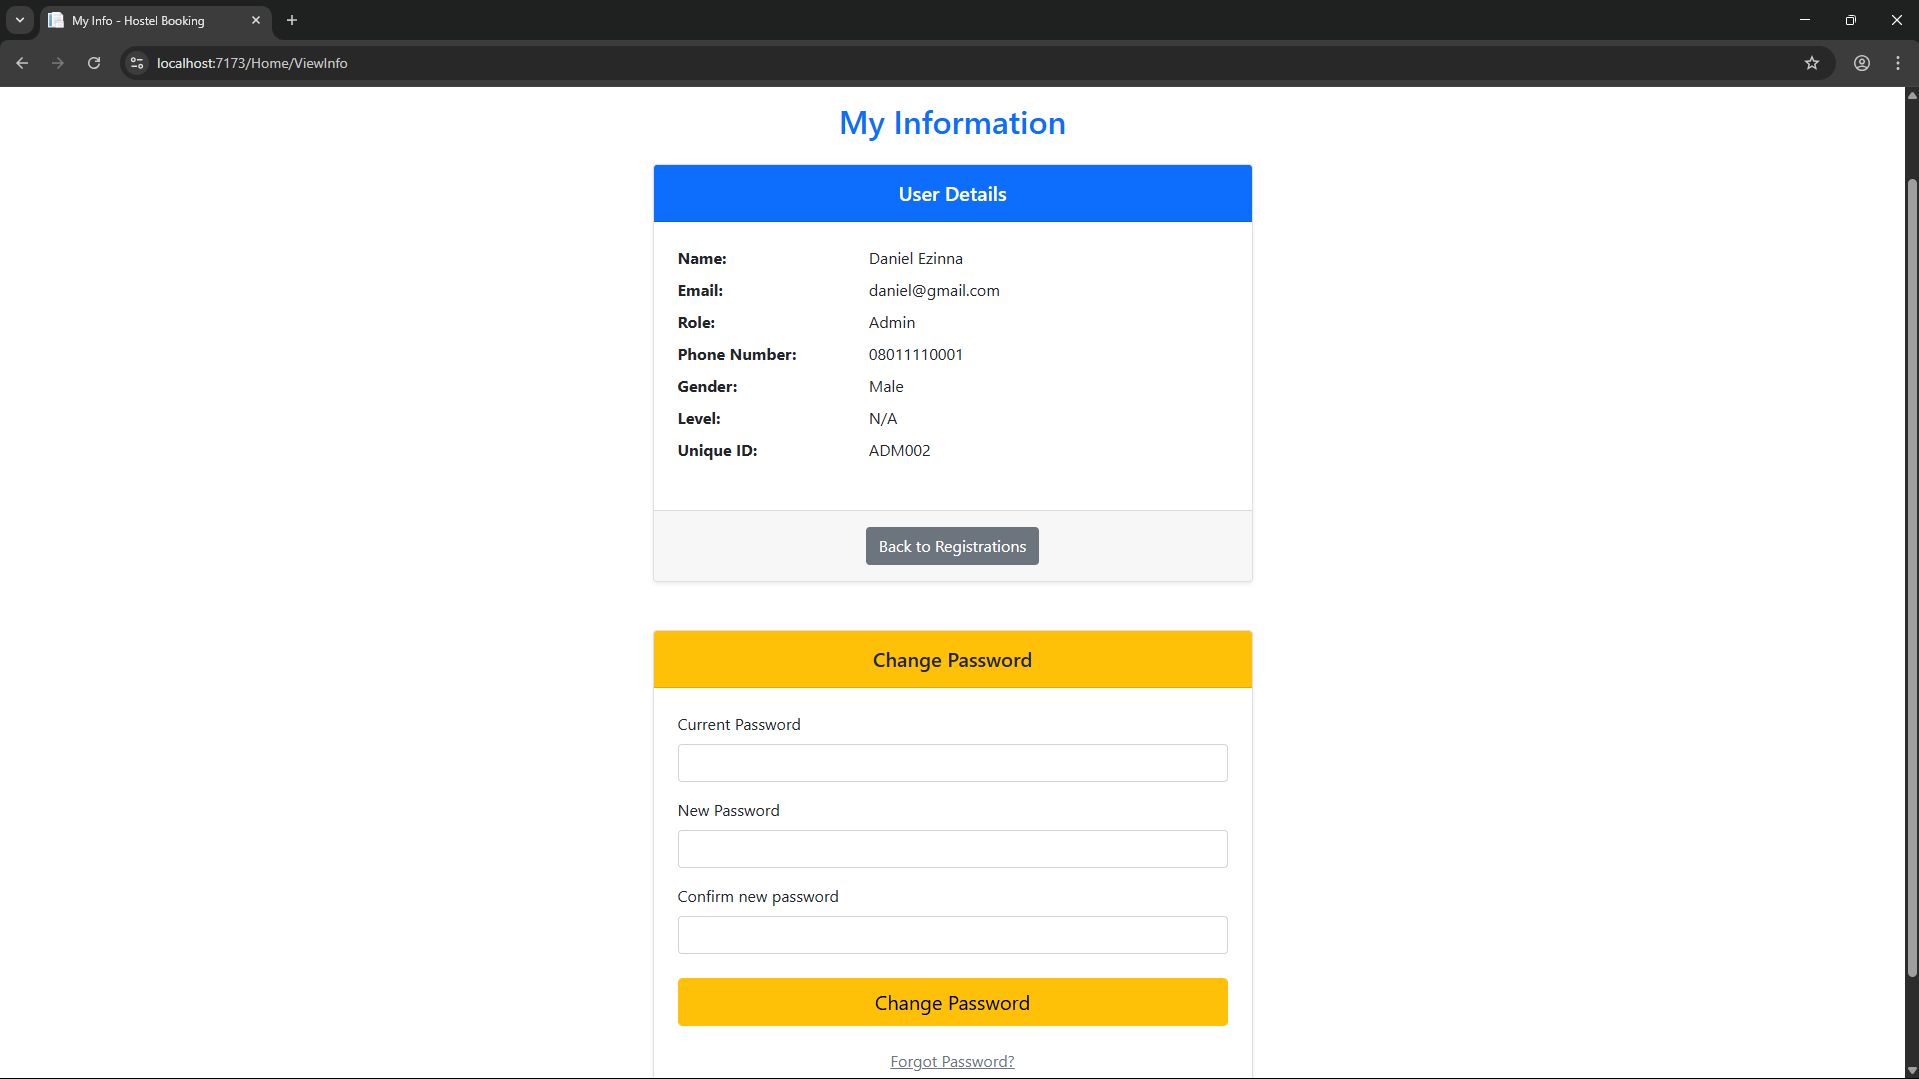 My Info - Hostel Booking
localhost:7173/Home/ViewInfo
My Information
User Details
Name: Daniel Ezinna
Email: daniel@gmail.com
Role: Admin
Phone Number: 08011110001
Gender: Male
Level: N/A
Unique ID: ADM002
Back to Registrations
Change Password
Current Password
New Password
Confirm new password
Change Password
Forgot Password?